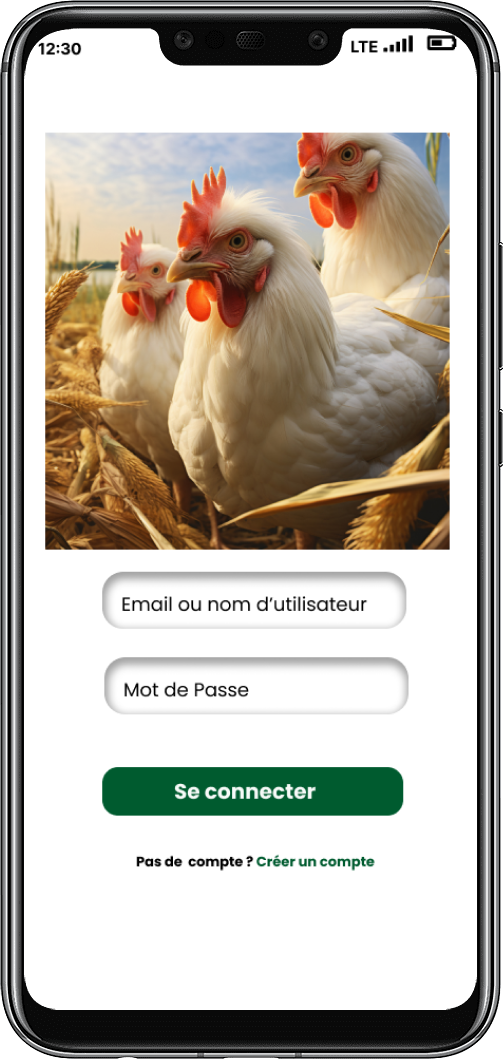 12:30 LTE
Email ou nom d’utilisateur
Mot de Passe
Se connecter
Pas de compte ? Créer un compte